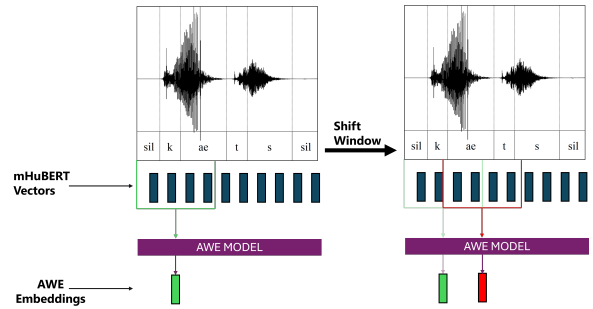 sil k ae t s sil
sil k ae t s sil
Shift
Window
mHuBERT
Vectors
AWE MODEL
AWE MODEL
AWE
Embeddings